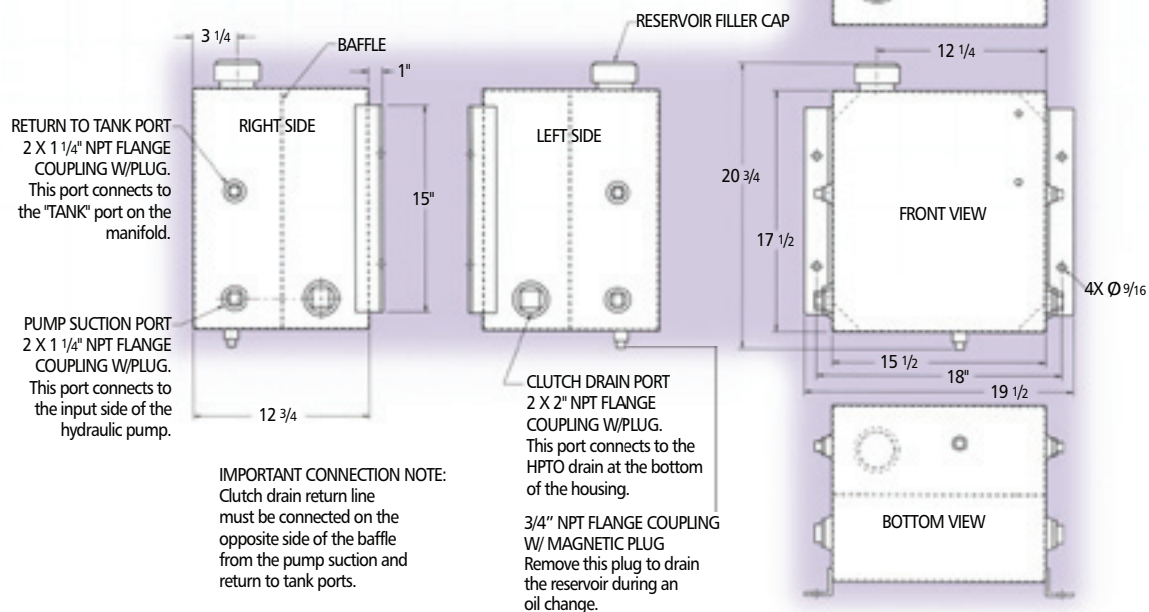 RESERVOIR FILLER CAP
3 1/4
BAFFLE
1"
12 1/4
RETURN TO TANK PORT
2 X 1 1/4" NPT FLANGE
COUPLING W/PLUG.
This port connects to
the "TANK" port on the
manifold.
RIGHT SIDE
LEFT SIDE
15"
20 3/4
17 1/2
FRONT VIEW
4X Ø 9/16
PUMP SUCTION PORT
2 X 1 1/4" NPT FLANGE
COUPLING W/PLUG.
This port connects to
the input side of the
hydraulic pump.
12 3/4
15 1/2
18"
19 1/2
CLUTCH DRAIN PORT
2 X 2" NPT FLANGE
COUPLING W/PLUG.
This port connects to the
HPTO drain at the bottom
of the housing.
IMPORTANT CONNECTION NOTE:
Clutch drain return line
must be connected on the
opposite side of the baffle
from the pump suction and
return to tank ports.
3/4" NPT FLANGE COUPLING
W/ MAGNETIC PLUG
Remove this plug to drain
the reservoir during an
oil change.
BOTTOM VIEW